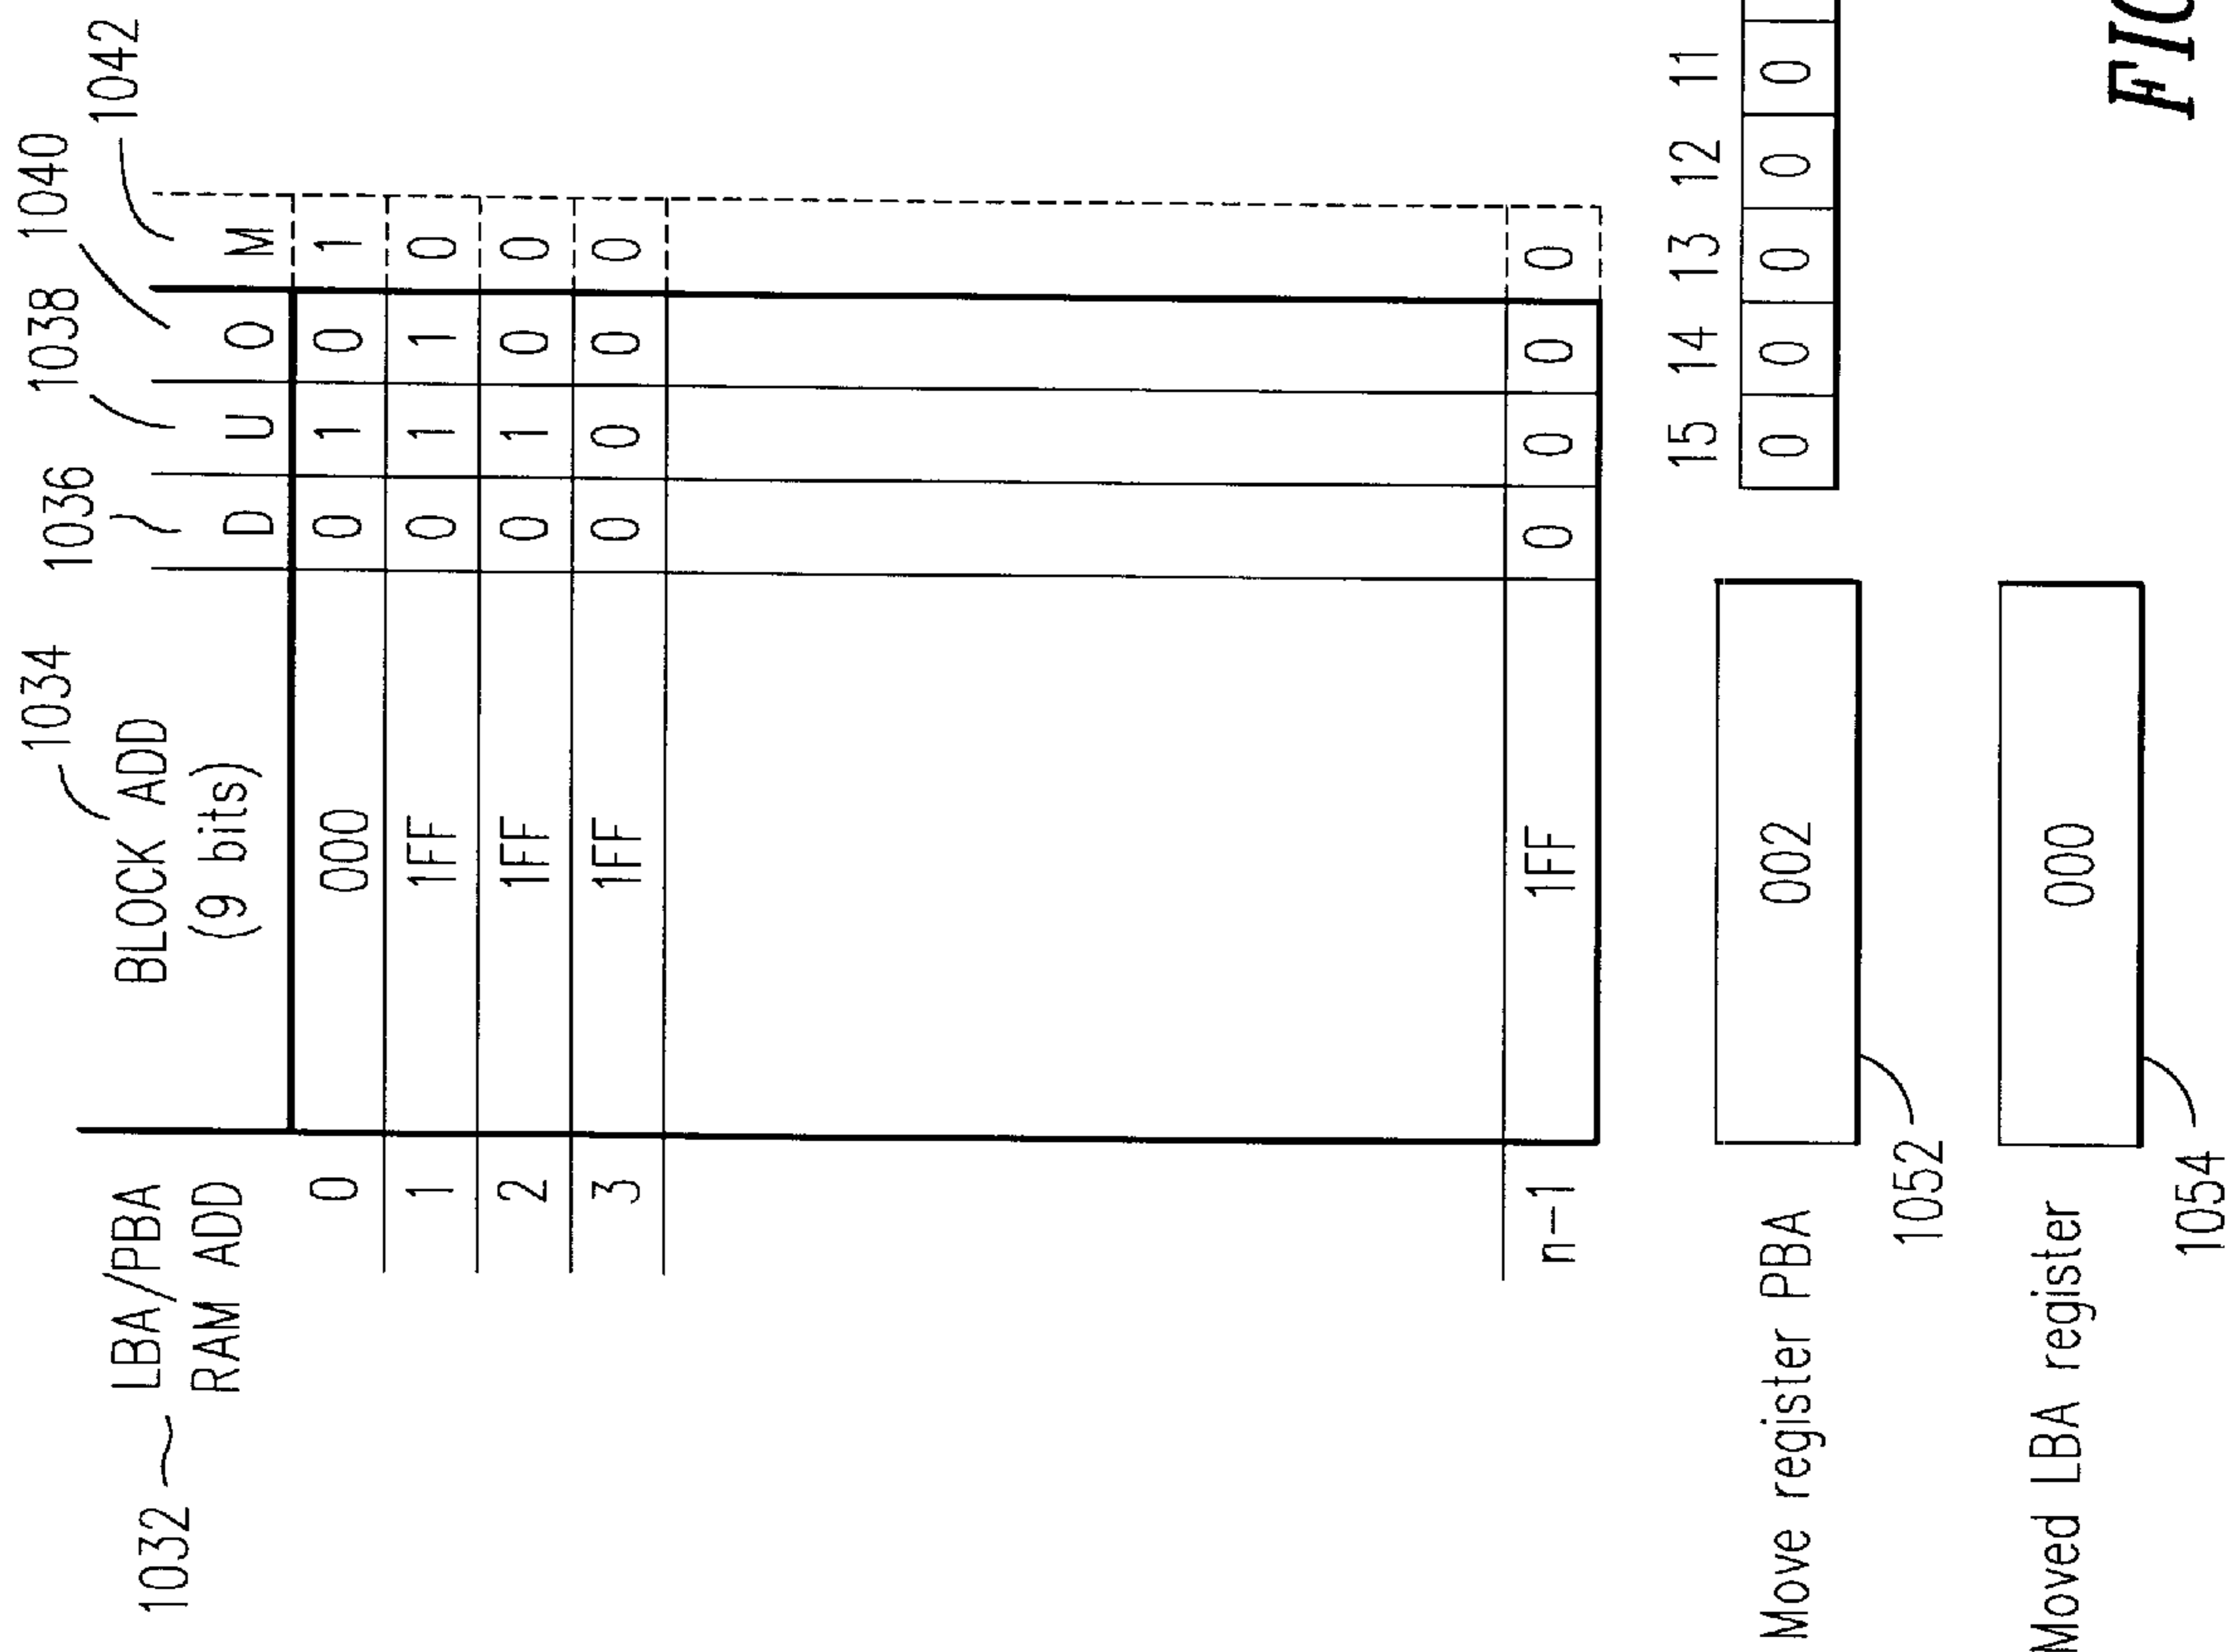 1034
1036
1038
1040
1042
1032 LBA/PBA RAM ADD
BLOCK ADD (9 bits)
D U O M
0 000 0 1 0 1
1 1FF 0 1 1 0
2 1FF 0 1 0 0
3 1FF 0 0 0 0
n-1 1FF 0 0 0 0
15 14 13 12 11
Move register PBA 002 0 0 0 0 0
1052
Moved LBA register 000
1054